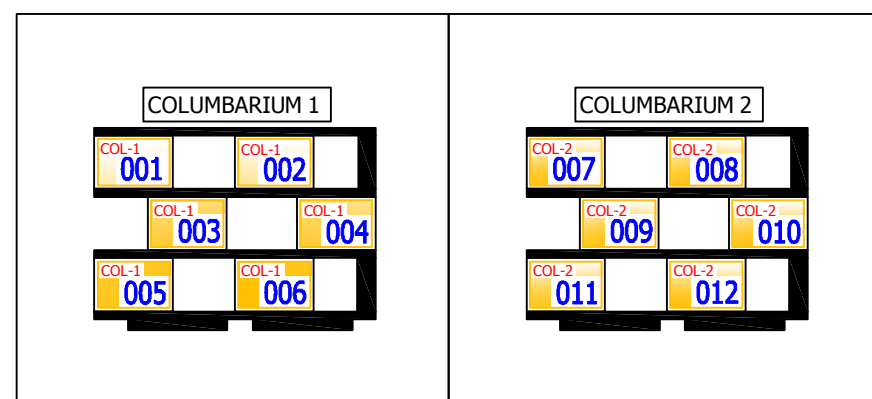 COLUMBARIUM 1
COL-1
001
COL-1
002
COL-1
003
COL-1
004
COL-1
005
COL-1
006
COLUMBARIUM 2
COL-2
007
COL-2
008
COL-2
009
COL-2
010
COL-2
011
COL-2
012